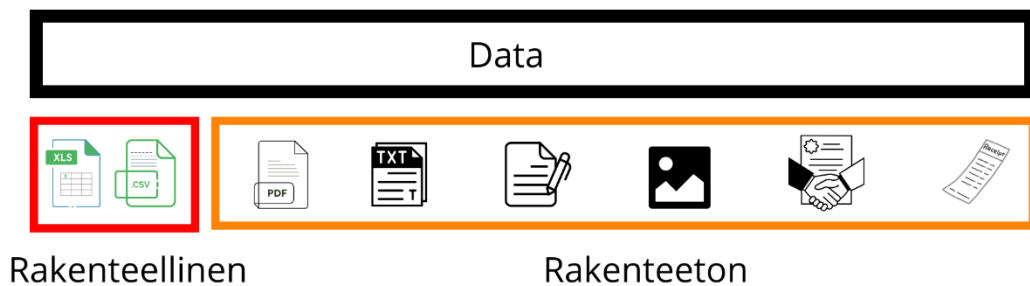 Data
XLS
.CSV
PDF
TXT
T
Receipt
Rakenteellinen
Rakenteeton